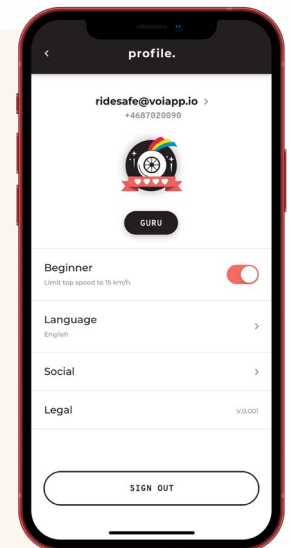 profile.
ridesafe@voiapp.io
+4687020090
GURU
Beginner
Limit top speed to 15 km/h
Language
English
Social
Legal
V.0.001
SIGN OUT